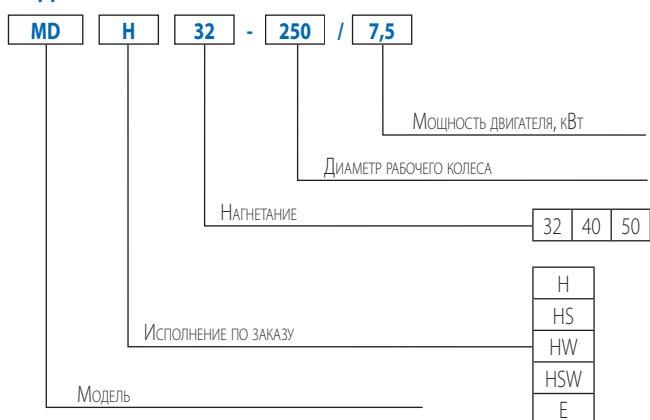 MD H 32 - 250 / 7,5
Мощность двигателя, кВт
Диаметр рабочего колеса
Нагнетание
32 40 50
H
HS
Исполнение по заказу
HW
HSW
Модель
E